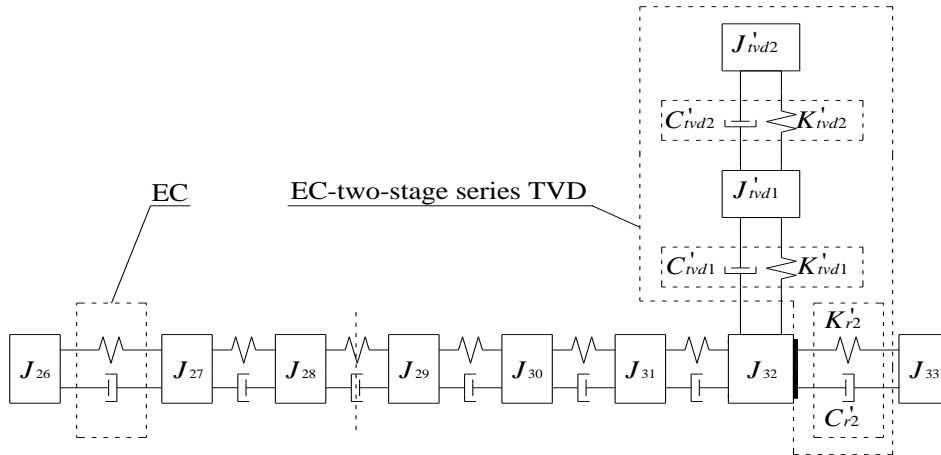 J'tvd2
C'tvd2 K'tvd2
EC
EC-two-stage series TVD
J'tvd1
C'tvd1 K'tvd1
K'r2
J26 J27 J28 J29 J30 J31 J32 J33
C'r2